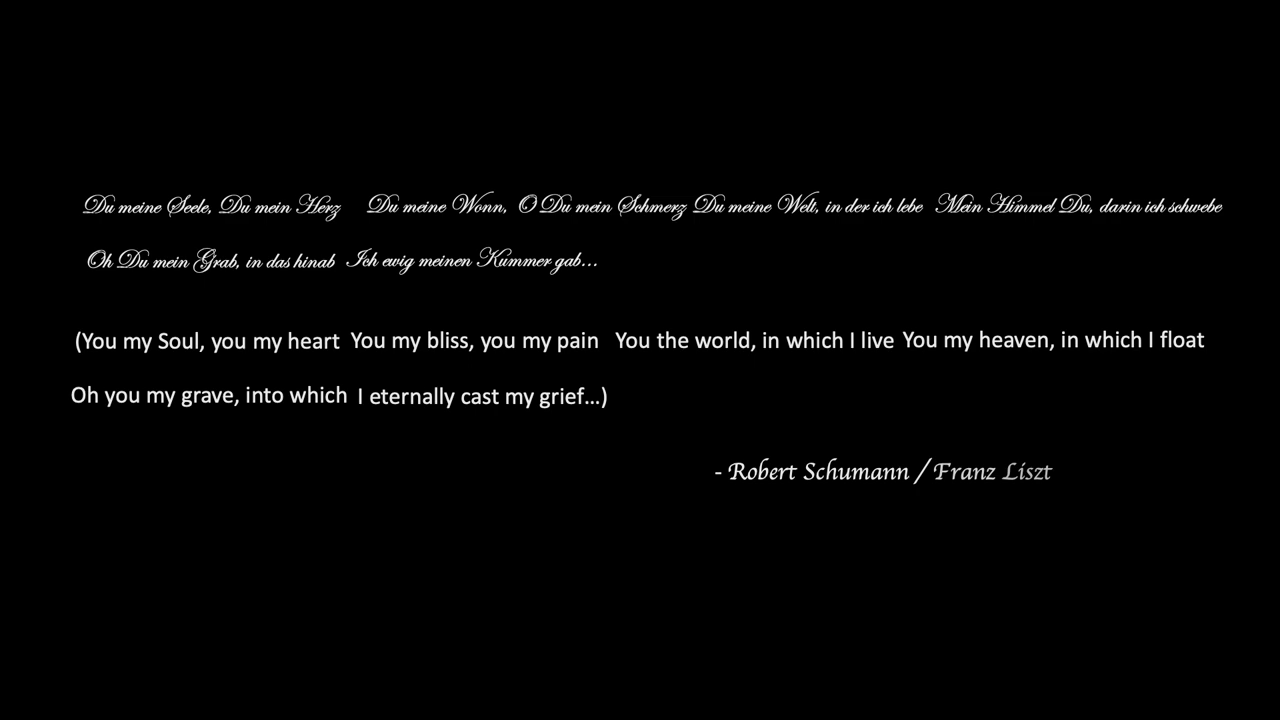 Du meine Seele, Du mein Herz Du meine Wonn, O Du mein Schmerz Du meine Welt, in der ich lebe Mein Himmel Du, darin ich schwebe
Oh Du mein Grab, in das hinab Ich ewig meinen Kummer gab...
(You my Soul, you my heart You my bliss, you my pain You the world, in which I live You my heaven, in which I float
Oh you my grave, into which I eternally cast my grief...)
- Robert Schumann / Franz Liszt